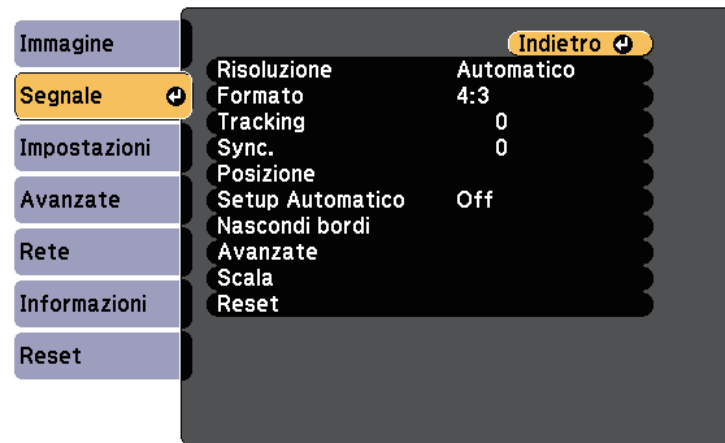 Immagine
Segnale
Impostazioni
Avanzate
Rete
Informazioni
Reset
Indietro
Risoluzione Automatico
Formato 4:3
Tracking 0
Sync. 0
Posizione
Setup Automatico Off
Nascondi bordi
Avanzate
Scala
Reset